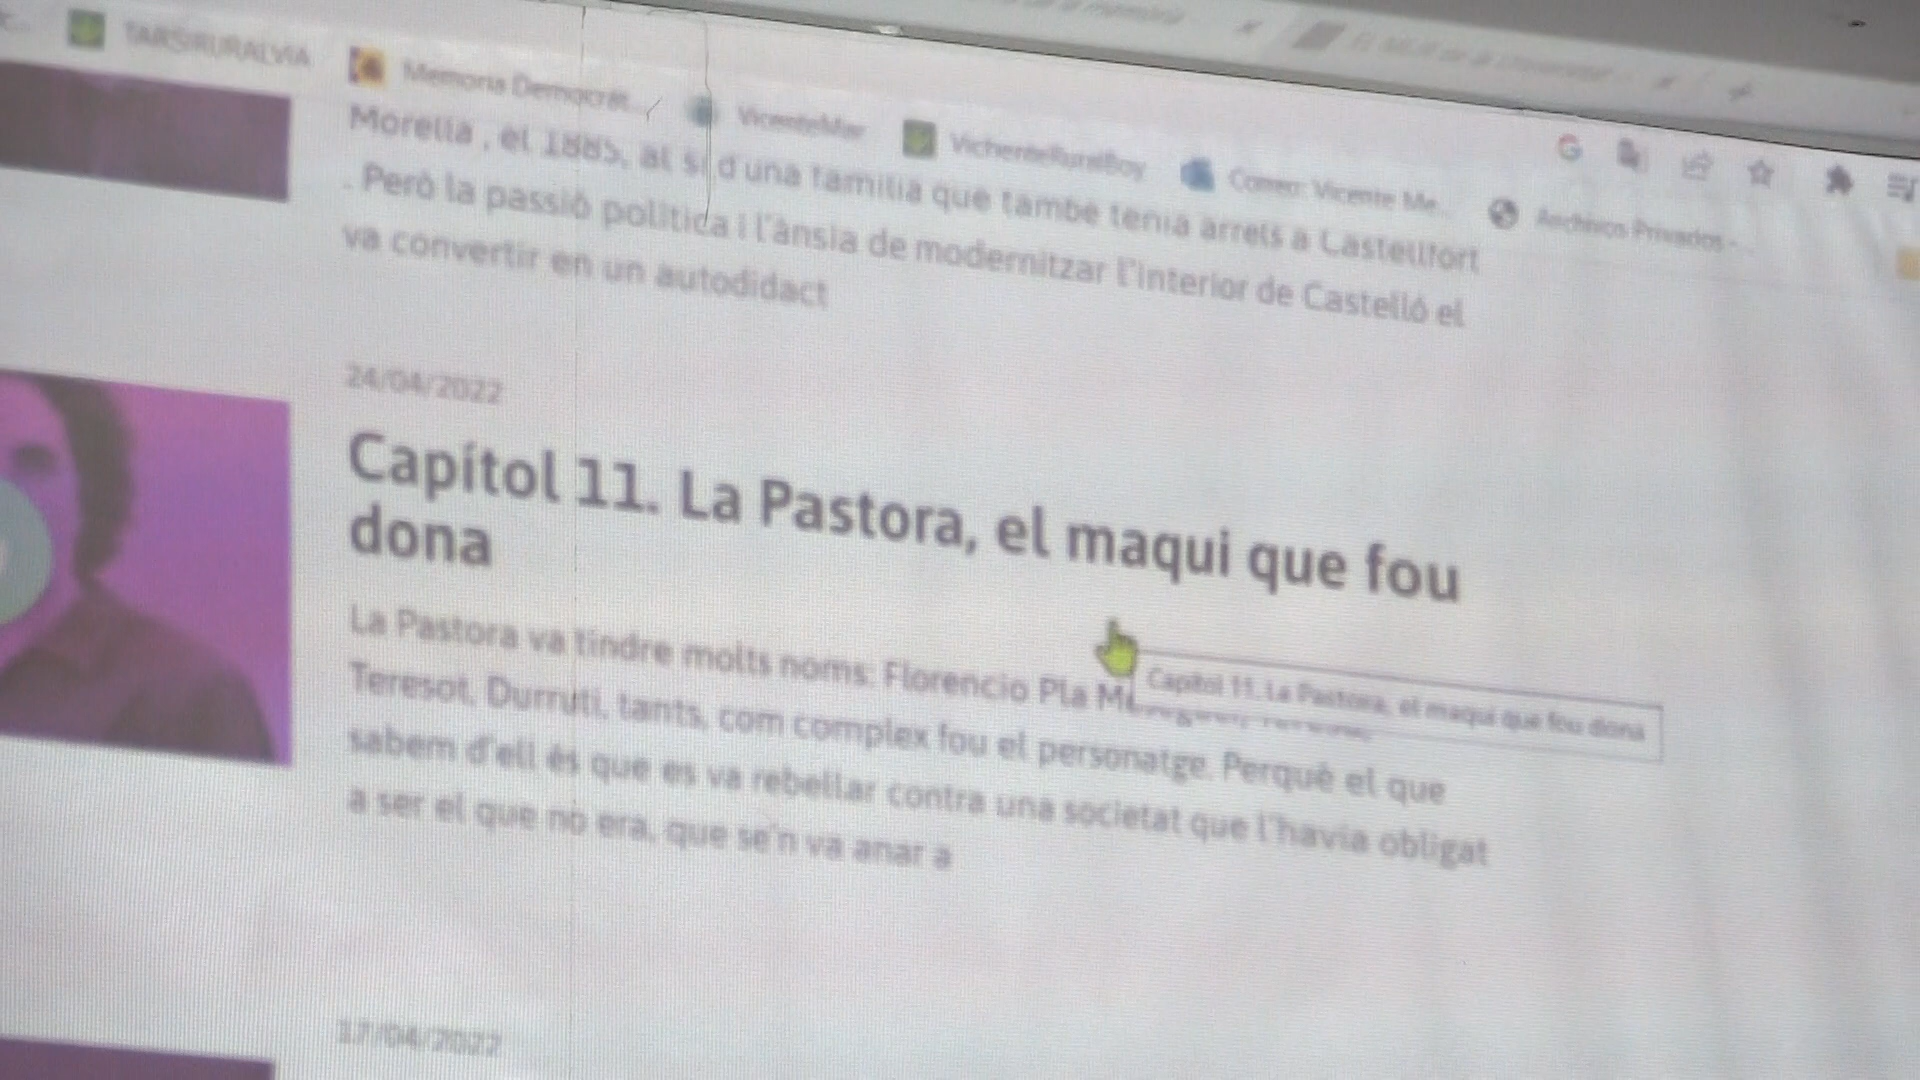 TARSIRURALVIA
Memoria Democrat...
VicenteMar
VichenteRuralBoy
Correo: Vicente Me...
Archivos Privados -...
Morella , el 1885, al si d'una familia que també tenia arrels a Castellfort
. Però la passió política i l'ànsia de modernitzar l'interior de Castelló el
va convertir en un autodidact
24/04/2022
Capítol 11. La Pastora, el maqui que fou
dona
La Pastora va tindre molts noms: Florencio Pla
Capítol 11. La Pastora, el maqui que fou dona
Teresot, Durruti, tants, com complex fou el personatge. Perquè el que
sabem d'ell és que es va rebel·lar contra una societat que l'havia obligat
a ser el que no era, que se'n va anar a
17/04/2022